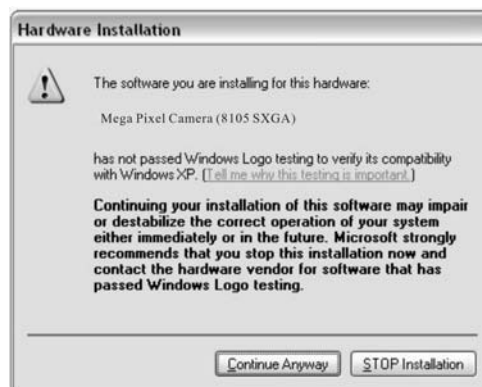 Hardware Installation
The software you are installing for this hardware:
Mega Pixel Camera (8105 SXGA)
has not passed Windows Logo testing to verify its compatibility
with Windows XP. (Tell me why this testing is important.)
Continuing your installation of this software may impair
or destabilize the correct operation of your system
either immediately or in the future. Microsoft strongly
recommends that you stop this installation now and
contact the hardware vendor for software that has
passed Windows Logo testing.
Continue Anyway
STOP Installation